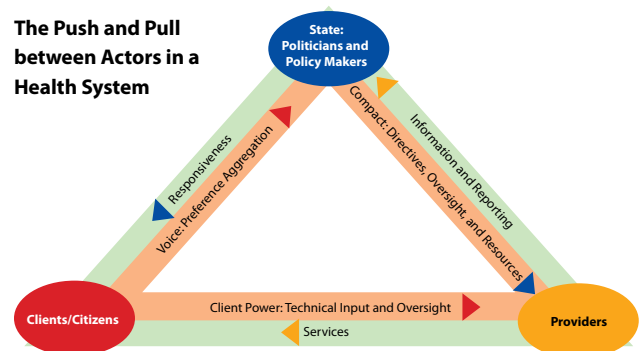 The Push and Pull
between Actors in a
Health System
State:
Politicians and
Policy Makers
Responsiveness
Voice: Preference Aggregation
Compact: Directives, Oversight, and Resources
Information and Reporting
Clients/Citizens
Client Power: Technical Input and Oversight
Services
Providers